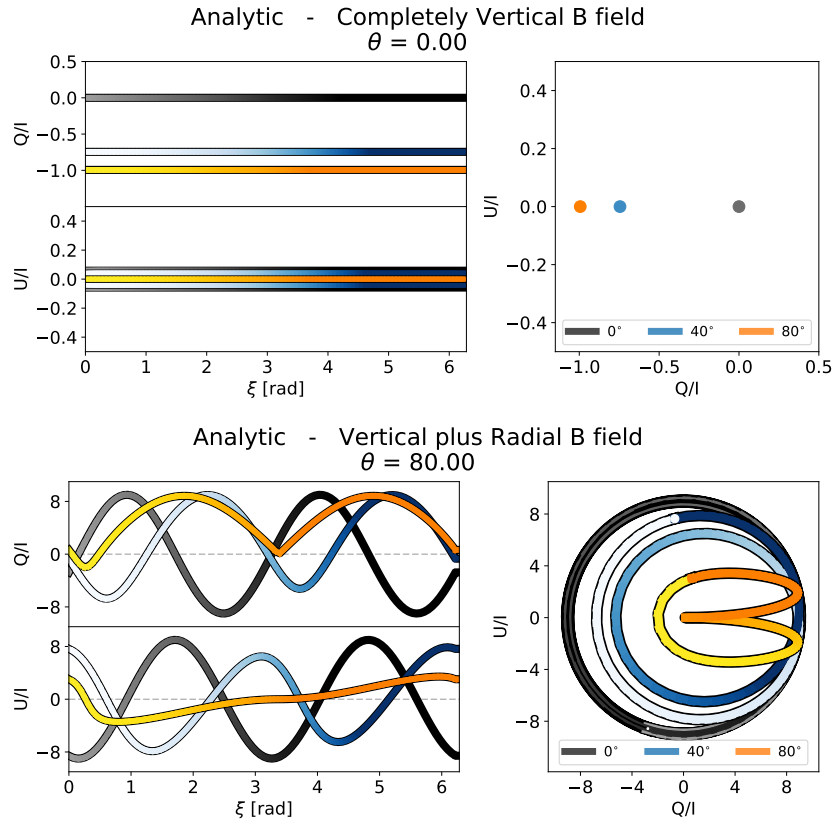 Analytic - Completely Vertical B field
θ = 0.00
0.5
0.0
−0.5
−1.0
Q/I
0.4
0.2
0.0
−0.2
−0.4
U/I
0 1 2 3 4 5 6
ξ [rad]
0.4
0.2
0.0
−0.2
−0.4
U/I
0° 40° 80°
−1.0 −0.5 0.0 0.5
Q/I
Analytic - Vertical plus Radial B field
θ = 80.00
8
0
−8
Q/I
8
0
−8
U/I
0 1 2 3 4 5 6
ξ [rad]
8
4
0
−4
−8
U/I
0° 40° 80°
−8 −4 0 4 8
Q/I